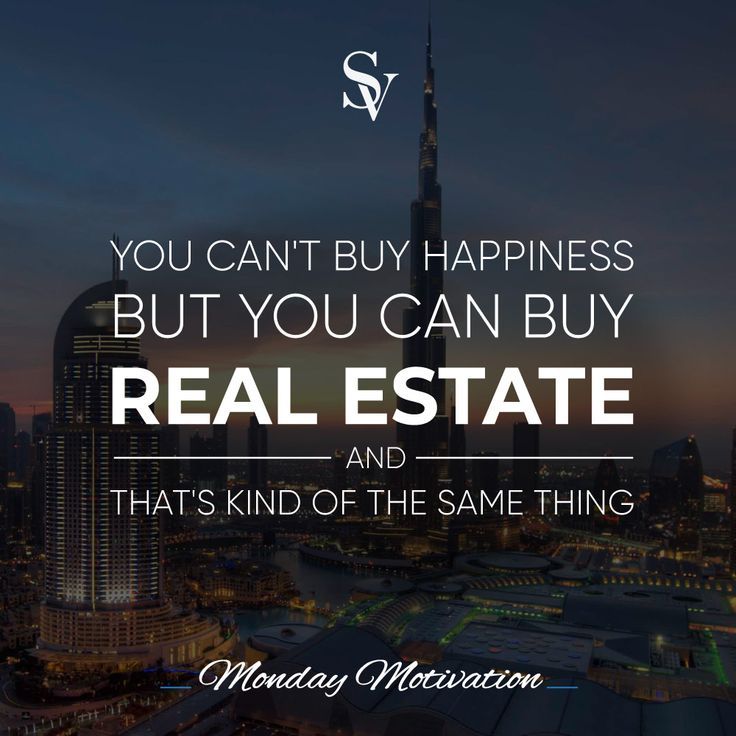 SV
YOU CAN'T BUY HAPPINESS
BUT YOU CAN BUY
REAL ESTATE
AND
THAT'S KIND OF THE SAME THING
Monday Motivation